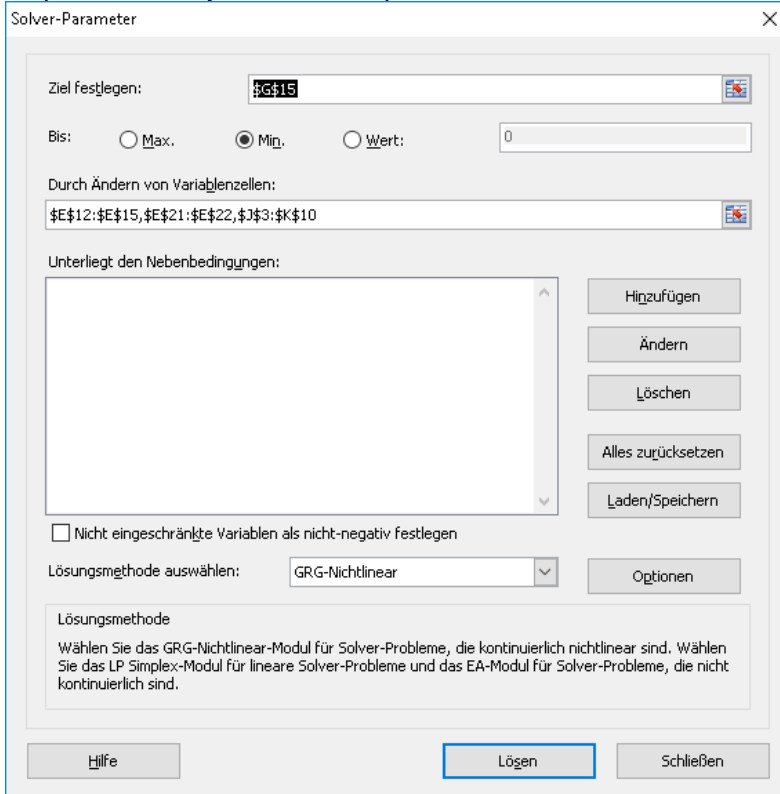 Solver-Parameter
Ziel festlegen:
$G$15
Bis:
Max.
Min.
Wert:
0
Durch Ändern von Variablenzellen:
$E$12:$E$15,$E$21:$E$22,$J$3:$K$10
Unterliegt den Nebenbedingungen:
Hinzufügen
Ändern
Löschen
Alles zurücksetzen
Laden/Speichern
Nicht eingeschränkte Variablen als nicht-negativ festlegen
Lösungsmethode auswählen:
GRG-Nichtlinear
Optionen
Lösungsmethode
Wählen Sie das GRG-Nichtlinear-Modul für Solver-Probleme, die kontinuierlich nichtlinear sind. Wählen
Sie das LP Simplex-Modul für lineare Solver-Probleme und das EA-Modul für Solver-Probleme, die nicht
kontinuierlich sind.
Hilfe
Lösen
Schließen